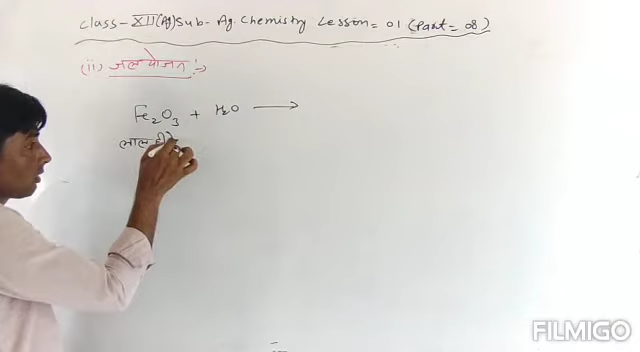 Class - XII (Ag) Sub - Ag. Chemistry Lesson = 01 (Part = 08)
(ii) जल योजन :-
Fe₂O₃ + H₂O ⟶
लाल ही
FILMIGO